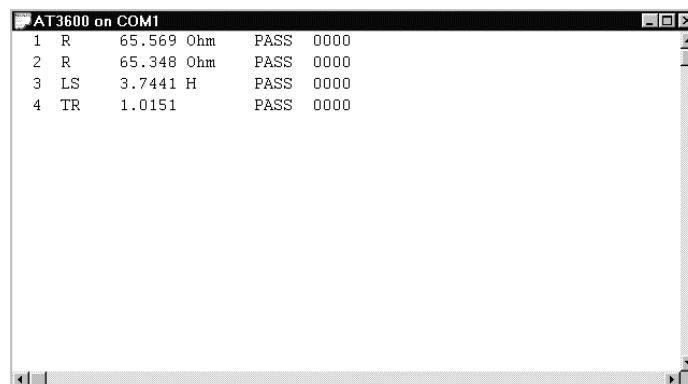 AT3600 on COM1
1 R 65.569 Ohm PASS 0000
2 R 65.348 Ohm PASS 0000
3 LS 3.7441 H PASS 0000
4 TR 1.0151 PASS 0000